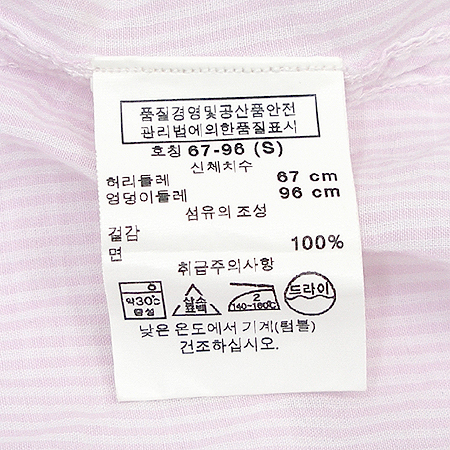 품질경영및공산품안전
관리법에의한품질표시
호칭 67-96 (S)
신체치수
허리둘레 67 cm
엉덩이둘레 96 cm
섬유의 조성
겉감
면 100%
취급주의사항
약30℃
중성
산소
표백
2
140~160℃
드라이
낮은 온도에서 기계(텀블)
건조하십시오.